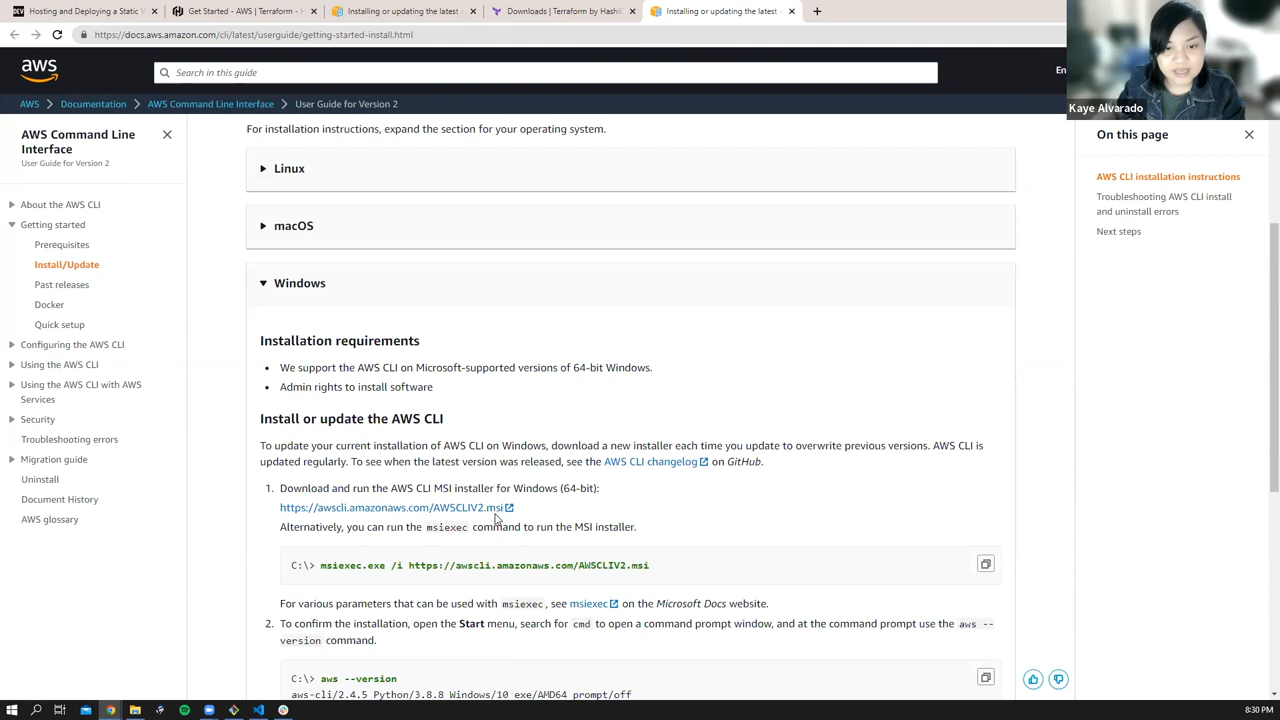 Hosting and Deploying a Static W
Get Started - AWS | Terraform - H
Installing or updating the latest v
Downloads | Terraform by HashiC
Installing or updating the latest v
https://docs.aws.amazon.com/cli/latest/userguide/getting-started-install.html
aws
Search in this guide
En
Kaye Alvarado
AWS
Documentation
AWS Command Line Interface
User Guide for Version 2
AWS Command Line
Interface
User Guide for Version 2
About the AWS CLI
Getting started
Prerequisites
Install/Update
Past releases
Docker
Quick setup
Configuring the AWS CLI
Using the AWS CLI
Using the AWS CLI with AWS
Services
Security
Troubleshooting errors
Migration guide
Uninstall
Document History
AWS glossary
For installation instructions, expand the section for your operating system.
Linux
macOS
Windows
Installation requirements
• We support the AWS CLI on Microsoft-supported versions of 64-bit Windows.
• Admin rights to install software
Install or update the AWS CLI
To update your current installation of AWS CLI on Windows, download a new installer each time you update to overwrite previous versions. AWS CLI is
updated regularly. To see when the latest version was released, see the AWS CLI changelog on GitHub.
1. Download and run the AWS CLI MSI installer for Windows (64-bit):
https://awscli.amazonaws.com/AWSCLIV2.msi
Alternatively, you can run the msiexec command to run the MSI installer.
C:\> msiexec.exe /i https://awscli.amazonaws.com/AWSCLIV2.msi
For various parameters that can be used with msiexec, see msiexec on the Microsoft Docs website.
2. To confirm the installation, open the Start menu, search for cmd to open a command prompt window, and at the command prompt use the aws --
version command.
C:\> aws --version
aws-cli/2.4.5 Python/3.8.8 Windows/10 exe/AMD64 prompt/off
On this page
AWS CLI installation instructions
Troubleshooting AWS CLI install
and uninstall errors
Next steps
8:30 PM